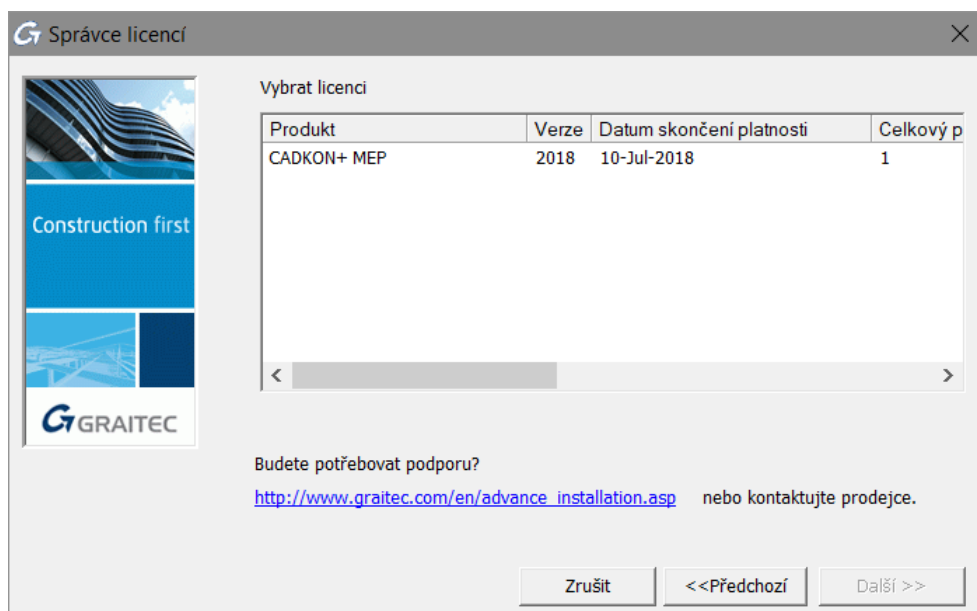 Správce licencí
Construction first
GRAITEC
Vybrat licenci
Produkt Verze Datum skončení platnosti Celkový p
CADKON+ MEP 2018 10-Jul-2018 1
Budete potřebovat podporu?
http://www.graitec.com/en/advance_installation.asp nebo kontaktujte prodejce.
Zrušit <<Předchozí Další >>